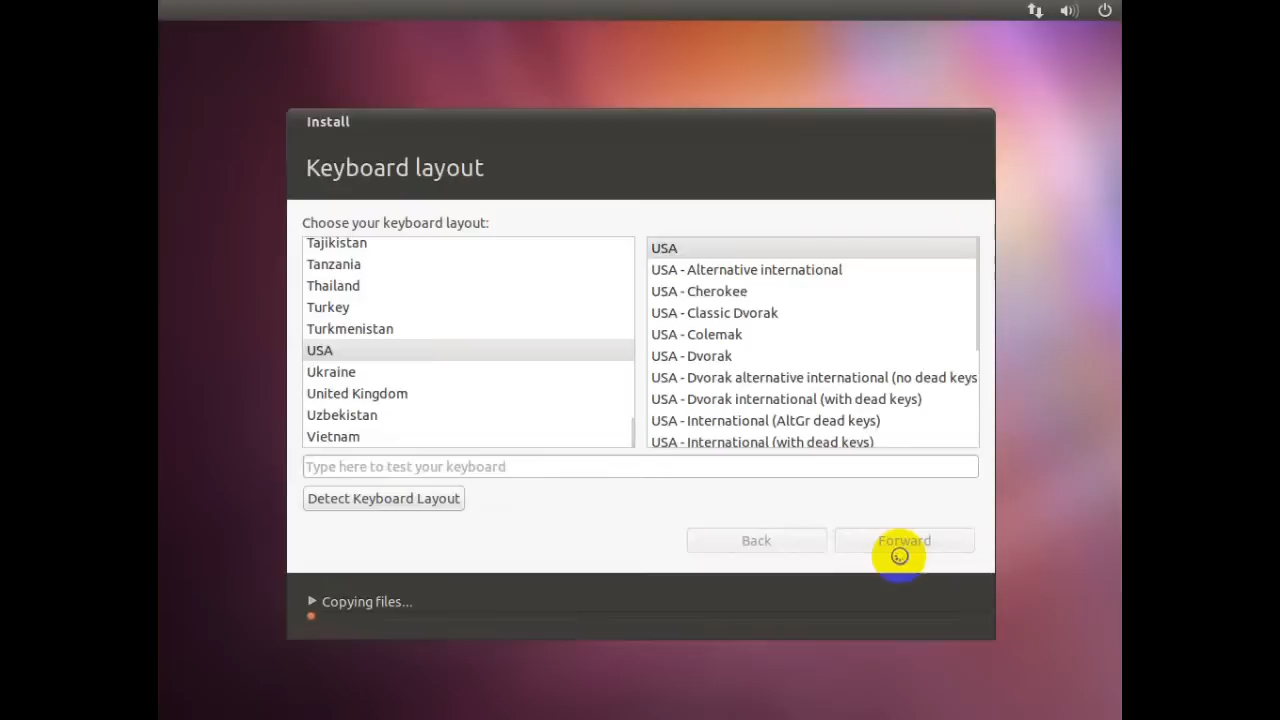 Install
Keyboard layout
Choose your keyboard layout:
Tajikistan
Tanzania
Thailand
Turkey
Turkmenistan
USA
Ukraine
United Kingdom
Uzbekistan
Vietnam
USA
USA - Alternative international
USA - Cherokee
USA - Classic Dvorak
USA - Colemak
USA - Dvorak
USA - Dvorak alternative international (no dead keys
USA - Dvorak international (with dead keys)
USA - International (AltGr dead keys)
USA - International (with dead keys)
Type here to test your keyboard
Detect Keyboard Layout
Back
Forward
Copying files...